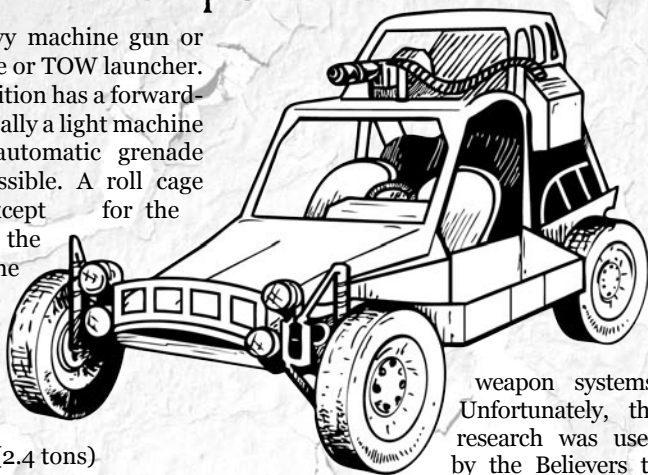 vy machine gun or
e or TOW launcher.
ition has a forward-
ally a light machine
automatic grenade
ssible. A roll cage
xcept for the
the
ne
(2.4 tons)
weapon systems
Unfortunately, th
research was use
by the Believers t